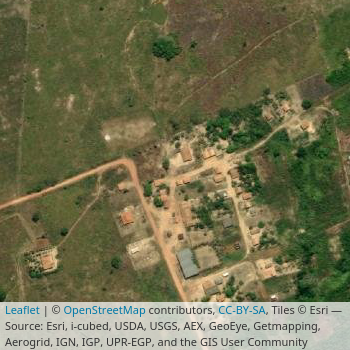 Leaflet | © OpenStreetMap contributors, CC-BY-SA, Tiles © Esri —
Source: Esri, i-cubed, USDA, USGS, AEX, GeoEye, Getmapping,
Aerogrid, IGN, IGP, UPR-EGP, and the GIS User Community